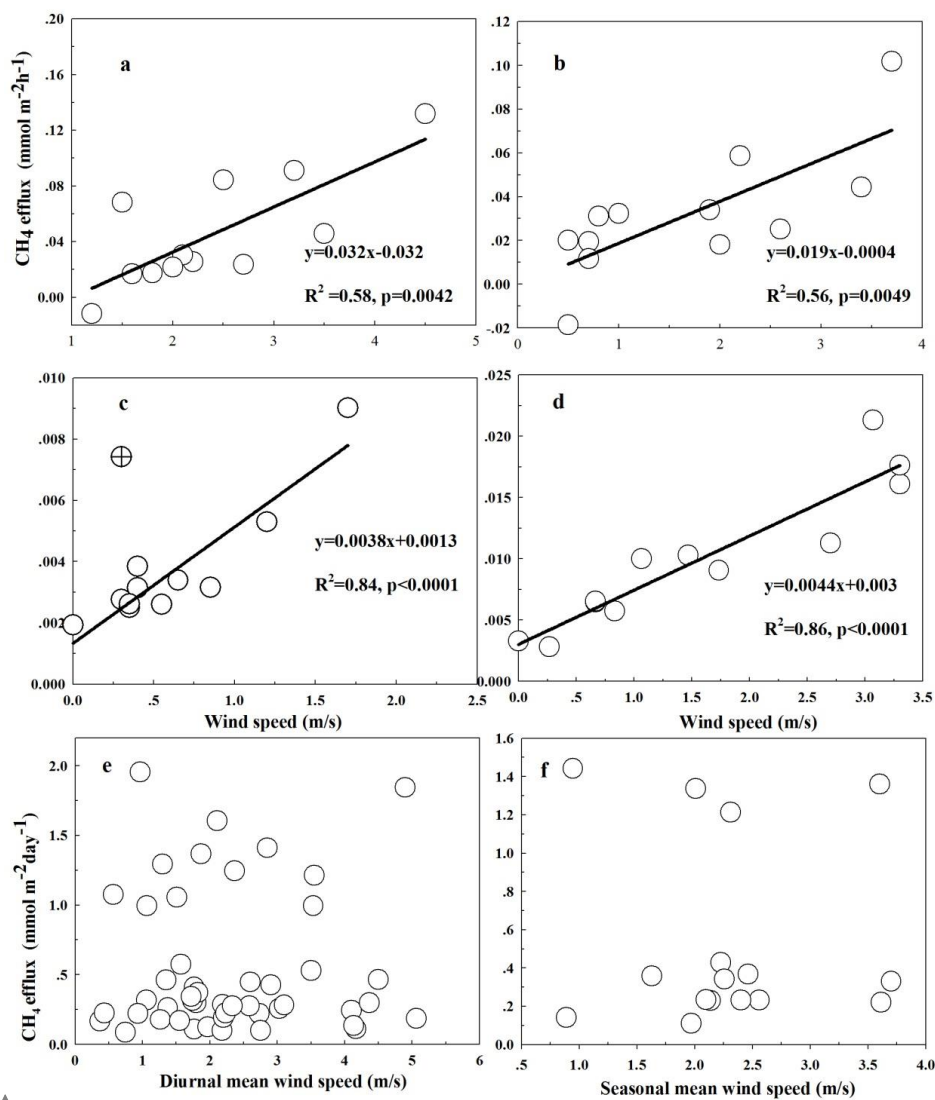 CH4 efflux (mmol m-2h-1)
.20
.16
.12
.08
.04
0.00
a
y=0.032x-0.032
R2 =0.58, p=0.0042
1 2 3 4 5
.12
.10
.08
.06
.04
.02
0.00
-.02
b
y=0.019x-0.0004
R2=0.56, p=0.0049
0 1 2 3 4
.010
.008
.006
.004
.002
0.000
c
y=0.0038x+0.0013
R2=0.84, p<0.0001
0.0 .5 1.0 1.5 2.0 2.5
Wind speed (m/s)
.025
.020
.015
.010
.005
0.000
d
y=0.0044x+0.003
R2=0.86, p<0.0001
0.0 .5 1.0 1.5 2.0 2.5 3.0 3.5
Wind speed (m/s)
CH4 efflux (mmol m-2day-1)
2.0
1.5
1.0
.5
0.0
e
0 1 2 3 4 5 6
Diurnal mean wind speed (m/s)
1.6
1.4
1.2
1.0
.8
.6
.4
.2
0.0
f
.5 1.0 1.5 2.0 2.5 3.0 3.5 4.0
Seasonal mean wind speed (m/s)